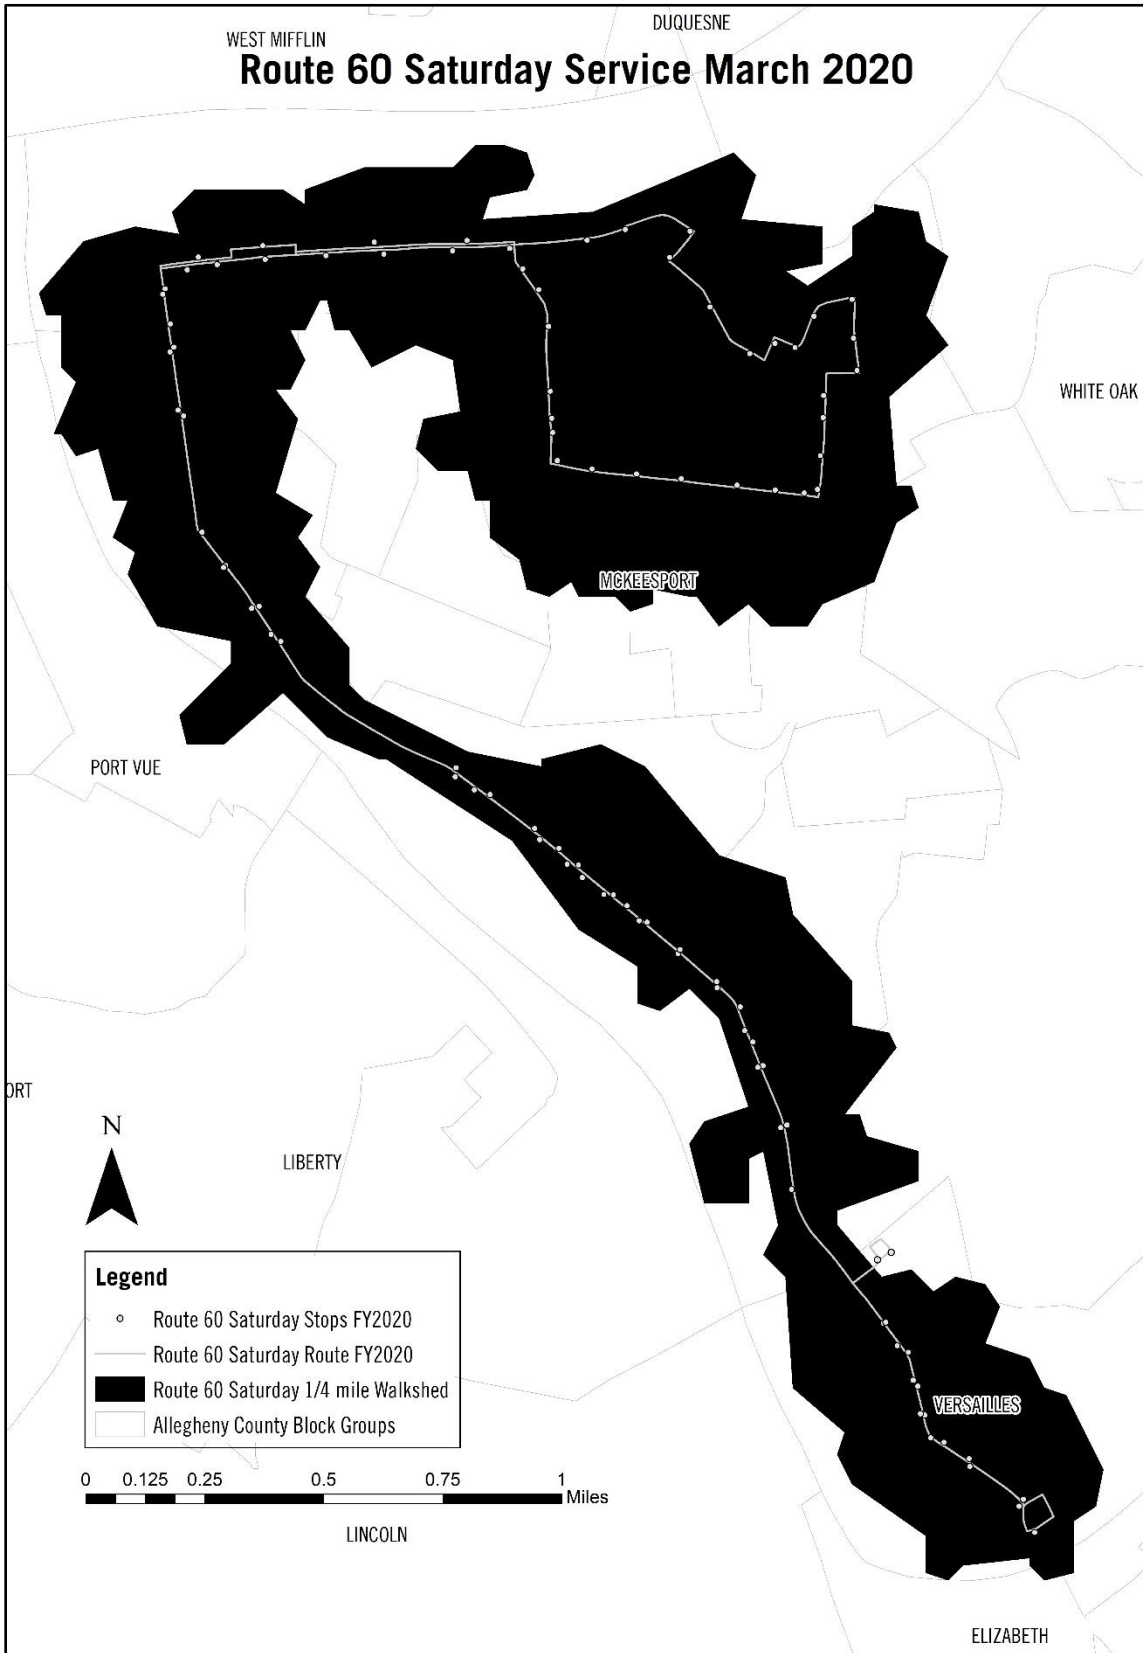 DUQUESNE
WEST MIFFLIN
Route 60 Saturday Service March 2020
WHITE OAK
MCKEESPORT
PORT VUE
ORT
N
LIBERTY
Legend
Route 60 Saturday Stops FY2020
Route 60 Saturday Route FY2020
Route 60 Saturday 1/4 mile Walkshed
Allegheny County Block Groups
VERSAILLES
0 0.125 0.25 0.5 0.75 1
Miles
LINCOLN
ELIZABETH